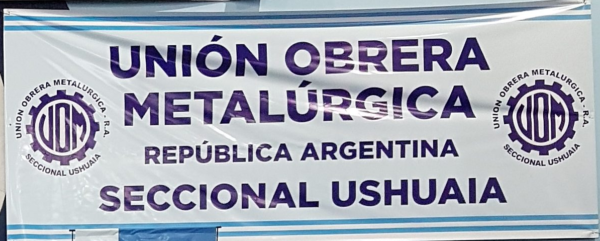 UNIÓN OBRERA
METALÚRGICA
REPÚBLICA ARGENTINA
SECCIONAL USHUAIA
UNION OBRERA METALURGICA - R.A.
UOM
SECCIONAL USHUAIA
UNION OBRERA METALURGICA - R.A.
UOM
SECCIONAL USHUAIA